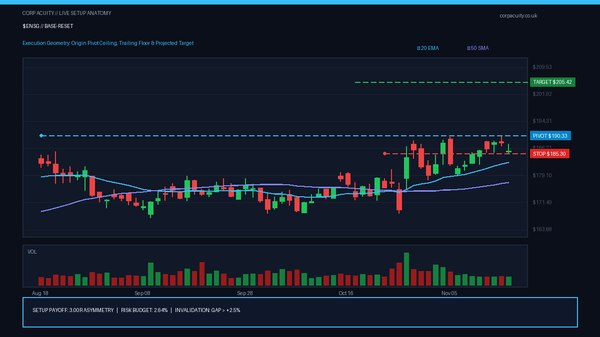 CORP ACUITY // LIVE SETUP ANATOMY
corpacuity.co.uk
$ENSG // BASE-RESET
Execution Geometry: Origin Pivot Ceiling, Trailing Floor & Projected Target
20 EMA
50 SMA
TARGET $205.42
PIVOT $190.33
STOP $185.30
$179.10
VOL
Aug 18
Sep 08
Sep 28
Oct 16
Nov 05
SETUP PAYOFF: 3.00R ASYMMETRY | RISK BUDGET: 2.64% | INVALIDATION: GAP > +2.5%